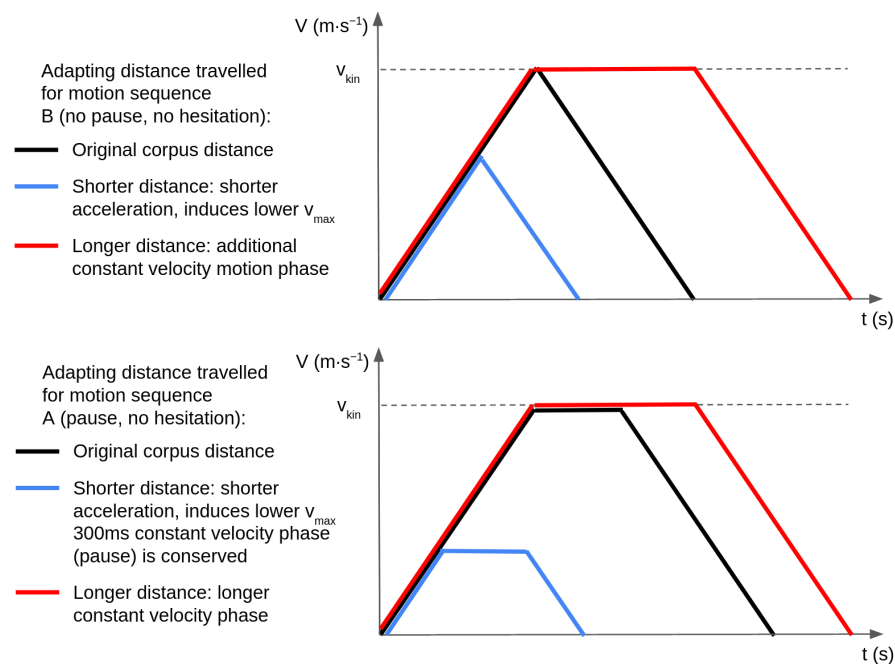 V (m·s⁻¹)
v_kin
Adapting distance travelled
for motion sequence
B (no pause, no hesitation):
Original corpus distance
Shorter distance: shorter
acceleration, induces lower v_max
Longer distance: additional
constant velocity motion phase
t (s)
V (m·s⁻¹)
v_kin
Adapting distance travelled
for motion sequence
A (pause, no hesitation):
Original corpus distance
Shorter distance: shorter
acceleration, induces lower v_max
300ms constant velocity phase
(pause) is conserved
Longer distance: longer
constant velocity phase
t (s)